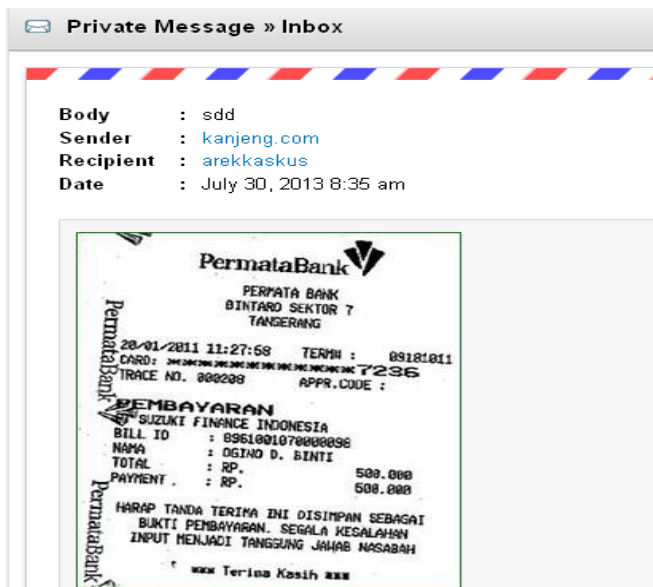 Private Message » Inbox
Body : sdd
Sender : kanjeng.com
Recipient : arekkaskus
Date : July 30, 2013 8:35 am
PermataBank
PERMATA BANK
BINTARO SEKTOR 7
TANGERANG
20/01/2011 11:27:58 TERM# : 09181011
CARD: ***************7236
TRACE NO. 000208 APPR.CODE :
PEMBAYARAN
PT SUZUKI FINANCE INDONESIA
BILL ID : 8961001070000098
NAMA : OGINO D. BINTI
TOTAL : RP. 500.000
PAYMENT : RP. 500.000
HARAP TANDA TERIMA INI DISIMPAN SEBAGAI
BUKTI PEMBAYARAN. SEGALA KESALAHAN
INPUT MENJADI TANGGUNG JAWAB NASABAH
*** Terima Kasih ***
PermataBank
PermataBank